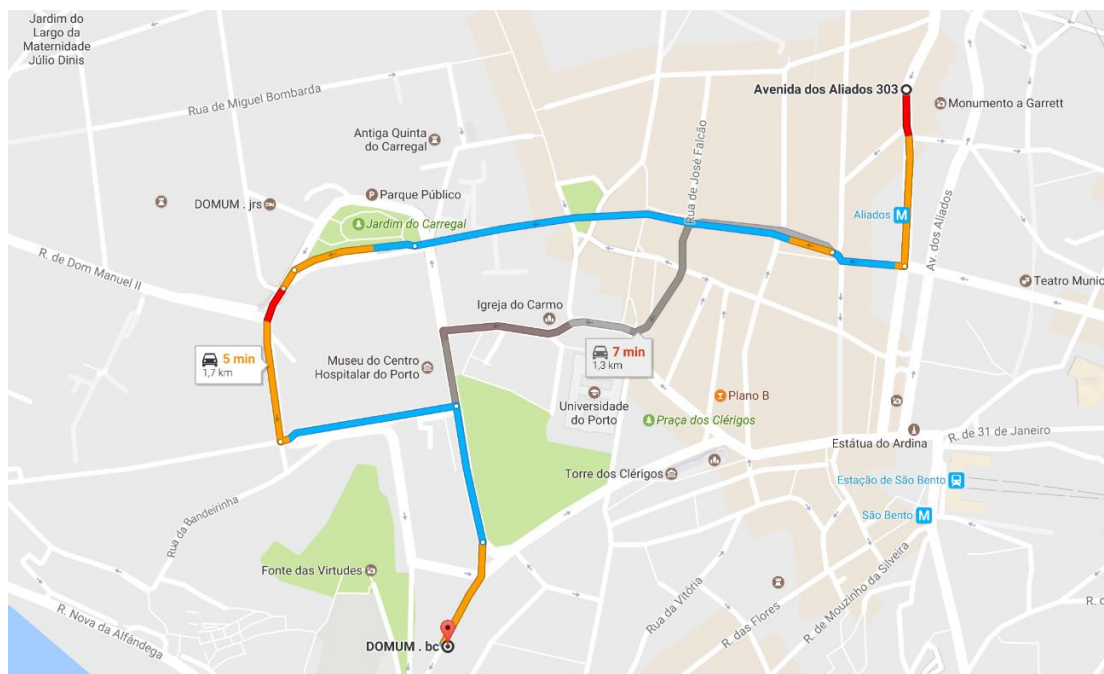 Jardim do
Largo da
Maternidade
Júlio Dinis
Rua de Miguel Bombarda
Avenida dos Aliados 303
Monumento a Garrett
Antiga Quinta
do Carregal
Rua de José Falcão
DOMUM . jrs
Parque Público
Jardim do Carregal
Aliados
M
Av. dos Aliados
R. de Dom Manuel II
Teatro Munic
Igreja do Carmo
5 min
1,7 km
7 min
1,3 km
Museu do Centro
Hospitalar do Porto
Universidade
do Porto
Plano B
Praça dos Clérigos
Estátua do Ardina
R. de 31 de Janeiro
Torre dos Clérigos
Estação de São Bento
São Bento
M
Rua da Bandeirinha
Fonte das Virtudes
Rua da Vitória
R. das Flores
R. de Mouzinho da Silveira
R. d
R. Nova da Alfândega
DOMUM . bc